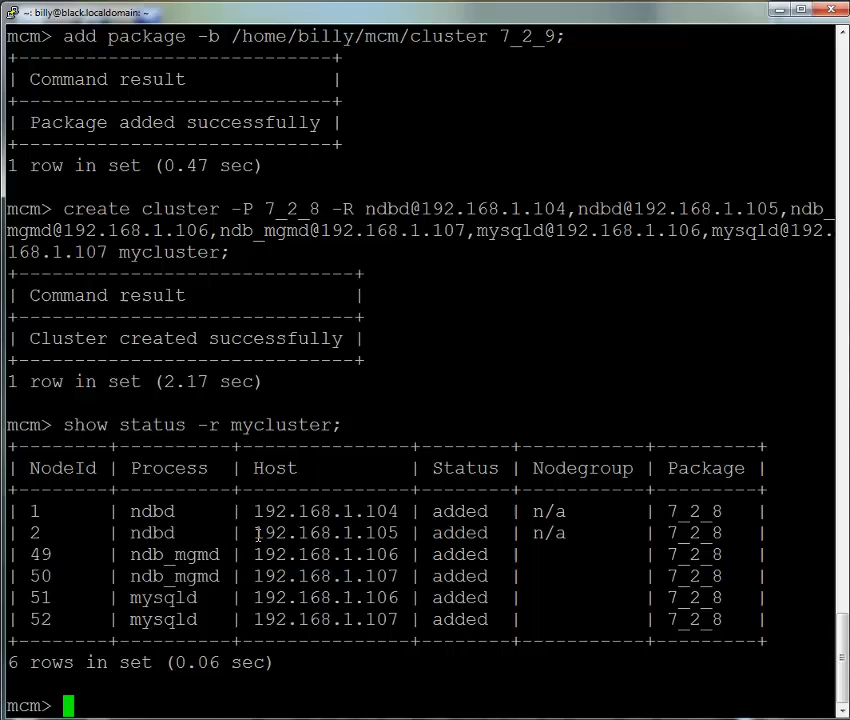 ~: billy@black.localdomain: ~
mcm> add package -b /home/billy/mcm/cluster 7_2_9;
+----------------------------+
| Command result             |
+----------------------------+
| Package added successfully |
+----------------------------+
1 row in set (0.47 sec)
mcm> create cluster -P 7_2_8 -R ndbd@192.168.1.104,ndbd@192.168.1.105,ndb_
mgmd@192.168.1.106,ndb_mgmd@192.168.1.107,mysqld@192.168.1.106,mysqld@192.
168.1.107 mycluster;
+------------------------------+
| Command result               |
+------------------------------+
| Cluster created successfully |
+------------------------------+
1 row in set (2.17 sec)
mcm> show status -r mycluster;
+--------+----------+---------------+--------+-----------+---------+
| NodeId | Process  | Host          | Status | Nodegroup | Package |
+--------+----------+---------------+--------+-----------+---------+
| 1      | ndbd     | 192.168.1.104 | added  | n/a       | 7_2_8   |
| 2      | ndbd     | 192.168.1.105 | added  | n/a       | 7_2_8   |
| 49     | ndb_mgmd | 192.168.1.106 | added  |           | 7_2_8   |
| 50     | ndb_mgmd | 192.168.1.107 | added  |           | 7_2_8   |
| 51     | mysqld   | 192.168.1.106 | added  |           | 7_2_8   |
| 52     | mysqld   | 192.168.1.107 | added  |           | 7_2_8   |
+--------+----------+---------------+--------+-----------+---------+
6 rows in set (0.06 sec)
mcm>